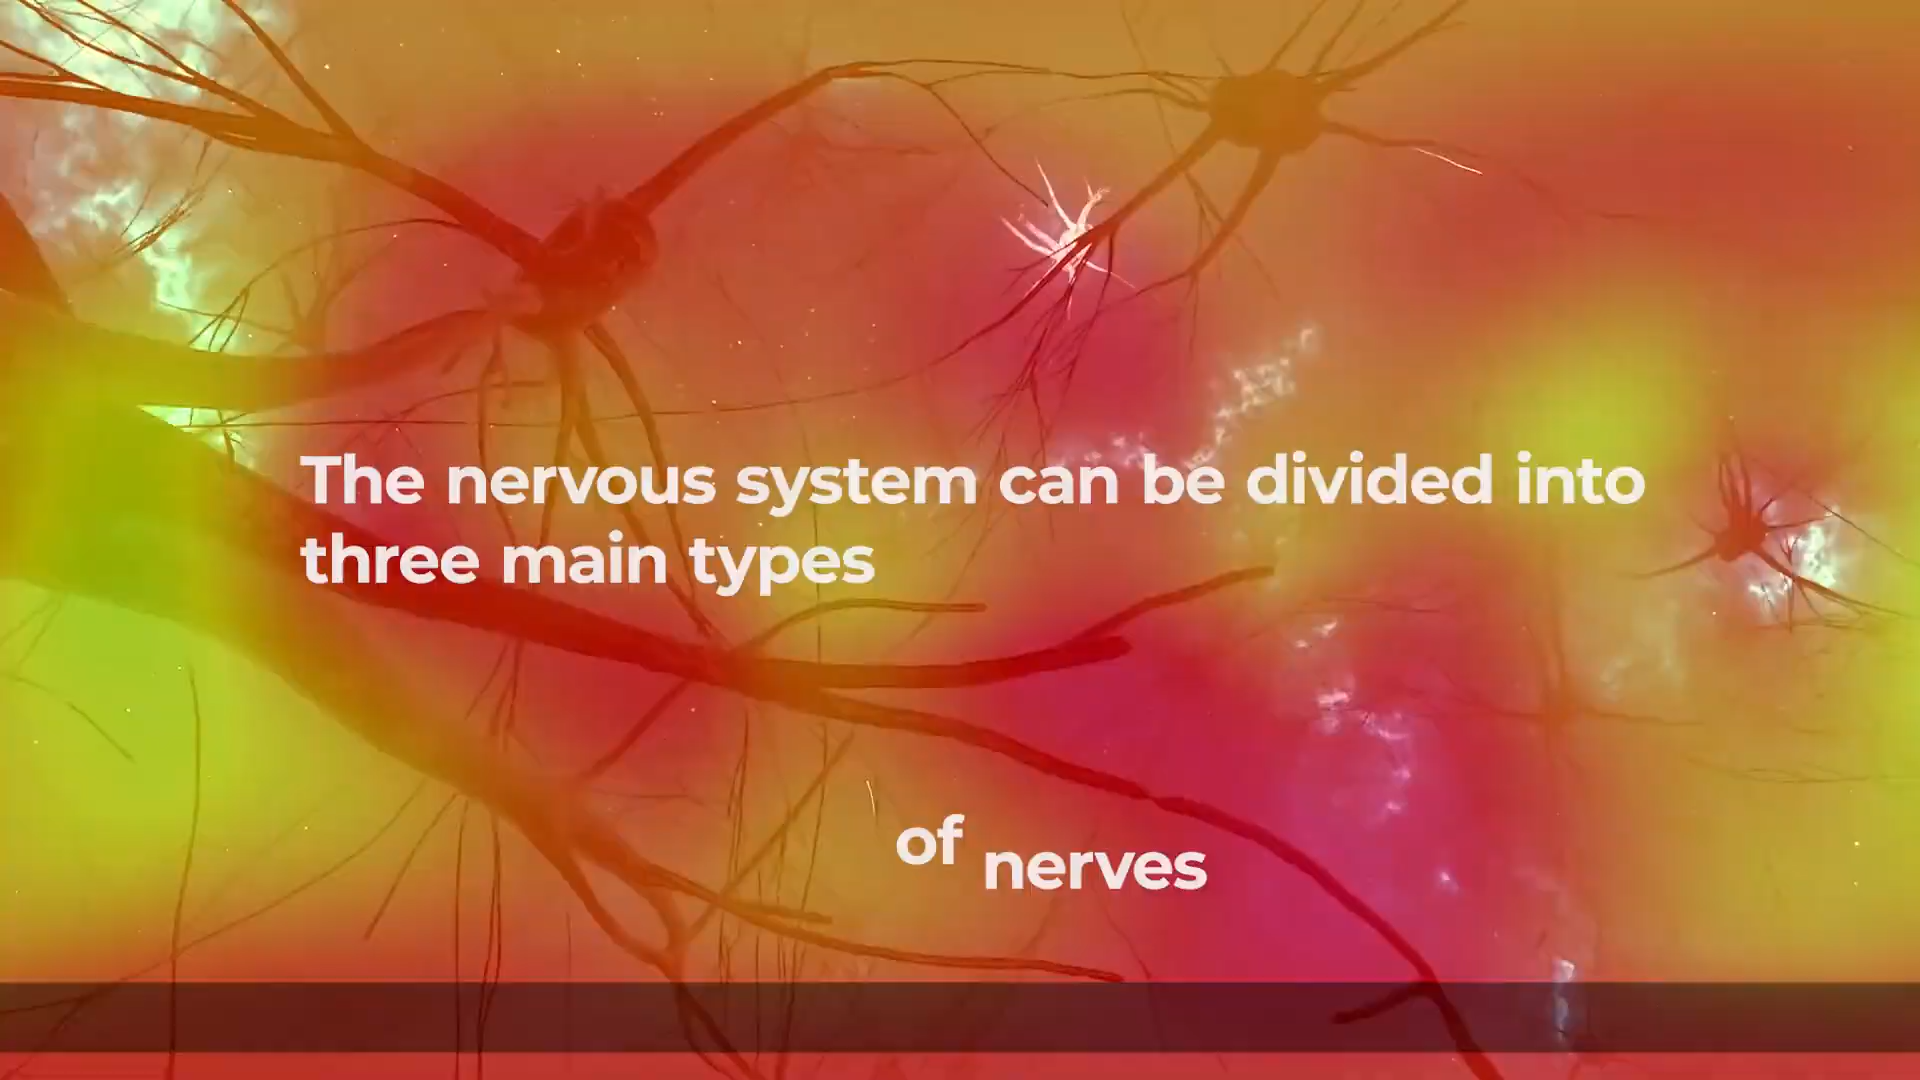 The nervous system can be divided into
three main types
of nerves